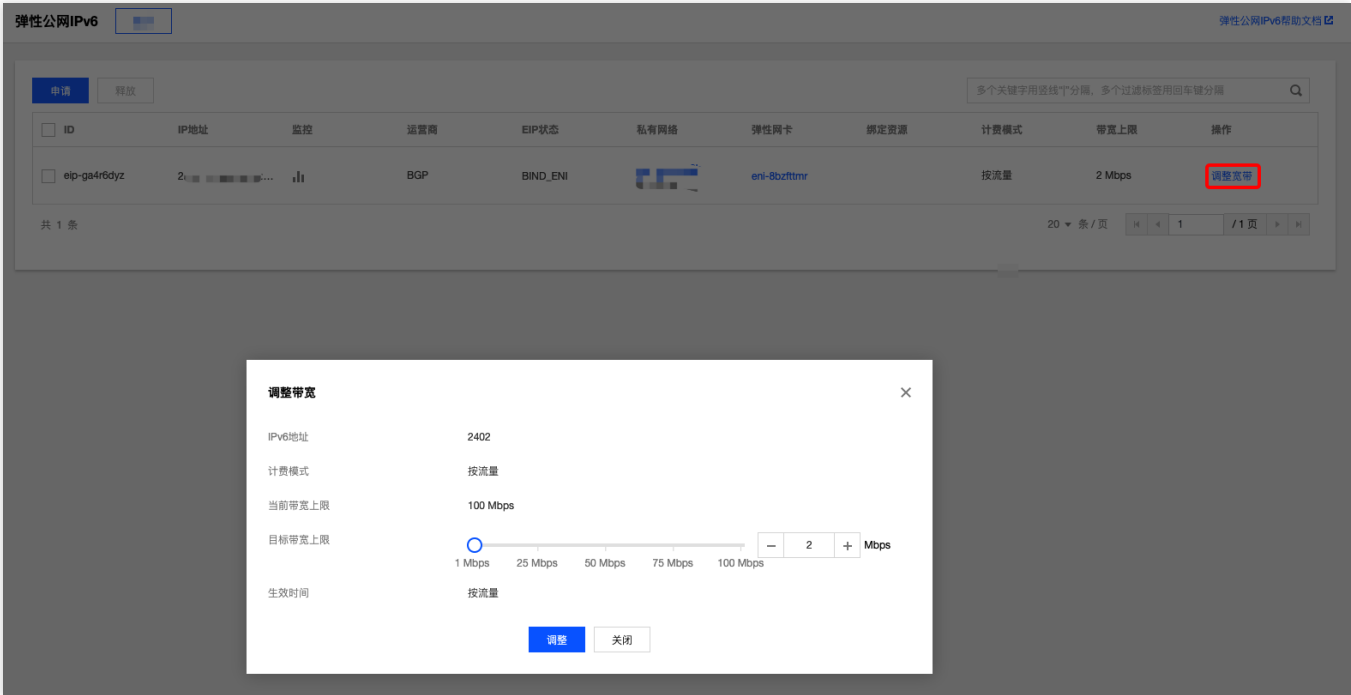 弹性公网IPv6
弹性公网IPv6帮助文档
申请 释放 多个关键字用竖线"|"分隔，多个过滤标签用回车键分隔
ID IP地址 监控 运营商 EIP状态 私有网络 弹性网卡 绑定资源 计费模式 带宽上限 操作
eip-ga4r6dyz BGP BIND_ENI eni-8bzfttmr 按流量 2 Mbps 调整宽带
共 1 条 20 条 / 页 1 / 1 页
调整带宽
IPv6地址 2402
计费模式 按流量
当前带宽上限 100 Mbps
目标带宽上限 2 Mbps
1 Mbps 25 Mbps 50 Mbps 75 Mbps 100 Mbps
生效时间 按流量
调整 关闭